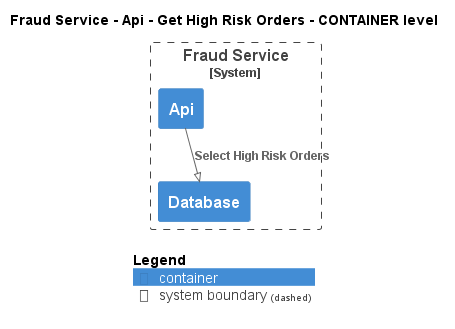 Fraud Service - Api - Get High Risk Orders - CONTAINER level
Fraud Service
[System]
Api
Select High Risk Orders
Database
Legend
container
system boundary (dashed)